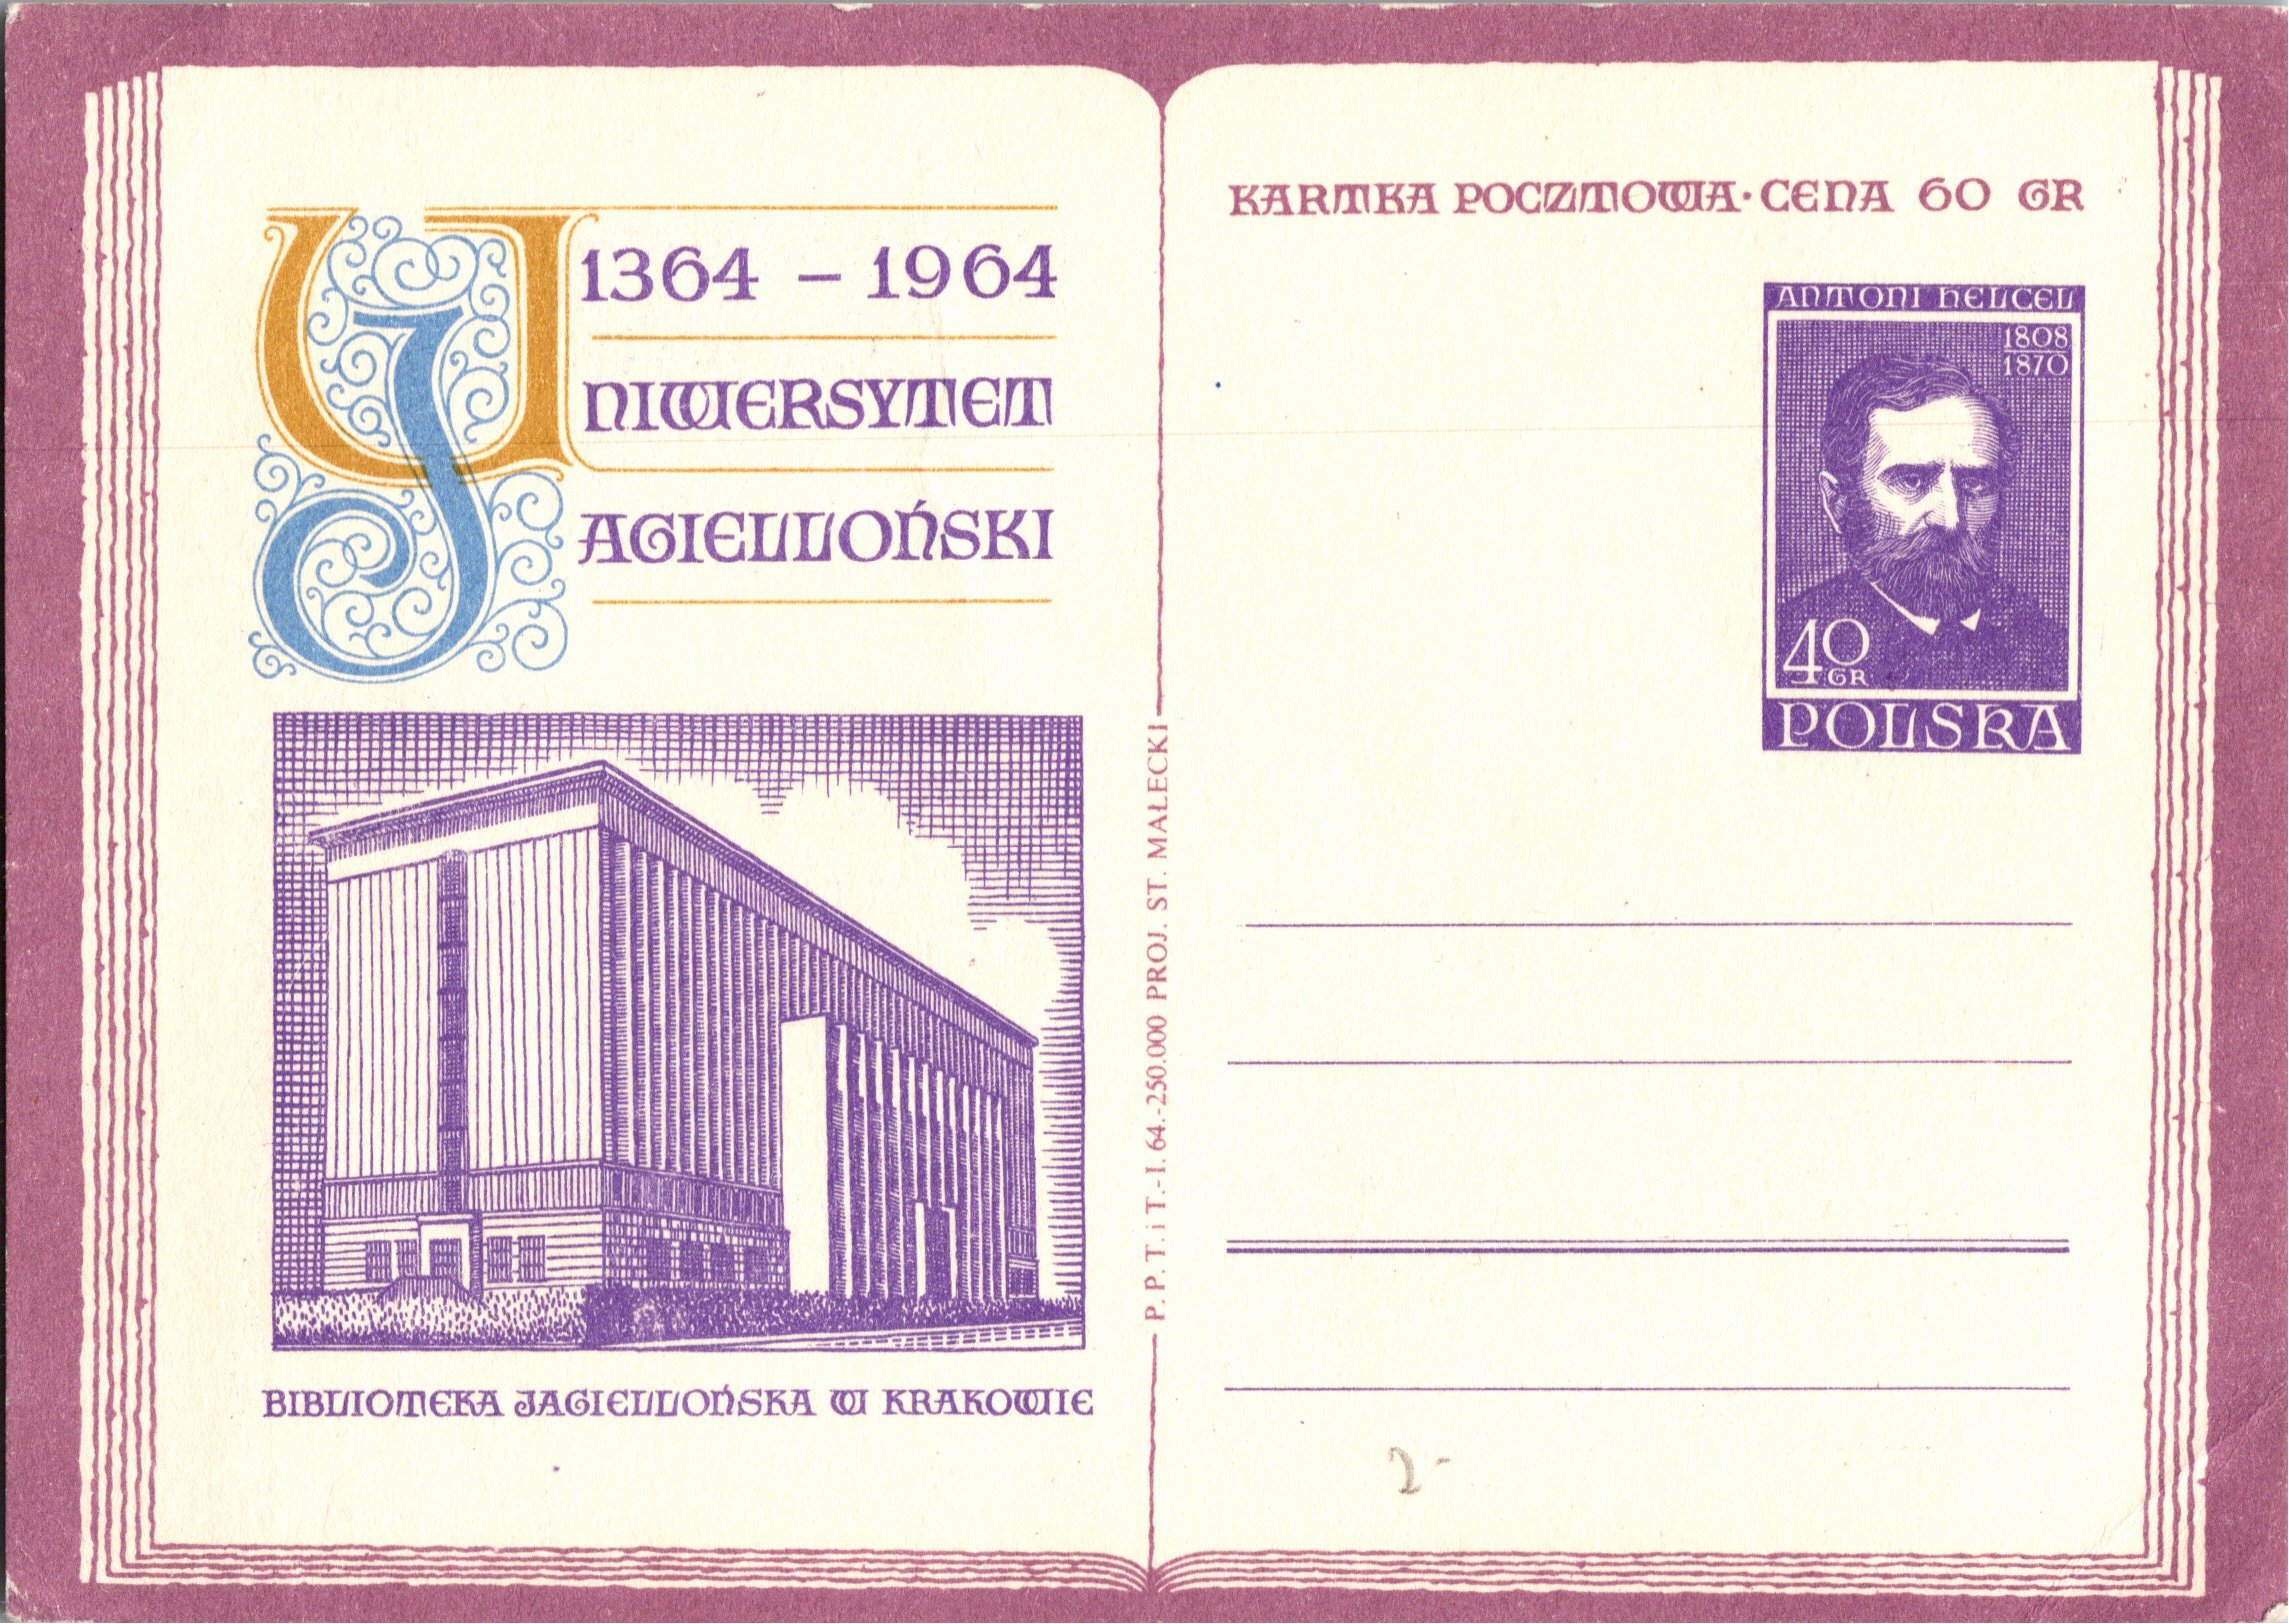 1364 – 1964
UNIWERSYTET
JAGIELLOŃSKI
BIBLIOTEKA JAGIELLOŃSKA W KRAKOWIE
P. P. T. i T.-I. 64.-250.000 PROJ. ST. MAŁECKI
KARTKA POCZTOWA · CENA 60 GR
ANTONI HELCEL
1808
1870
40
GR
POLSKA
2-